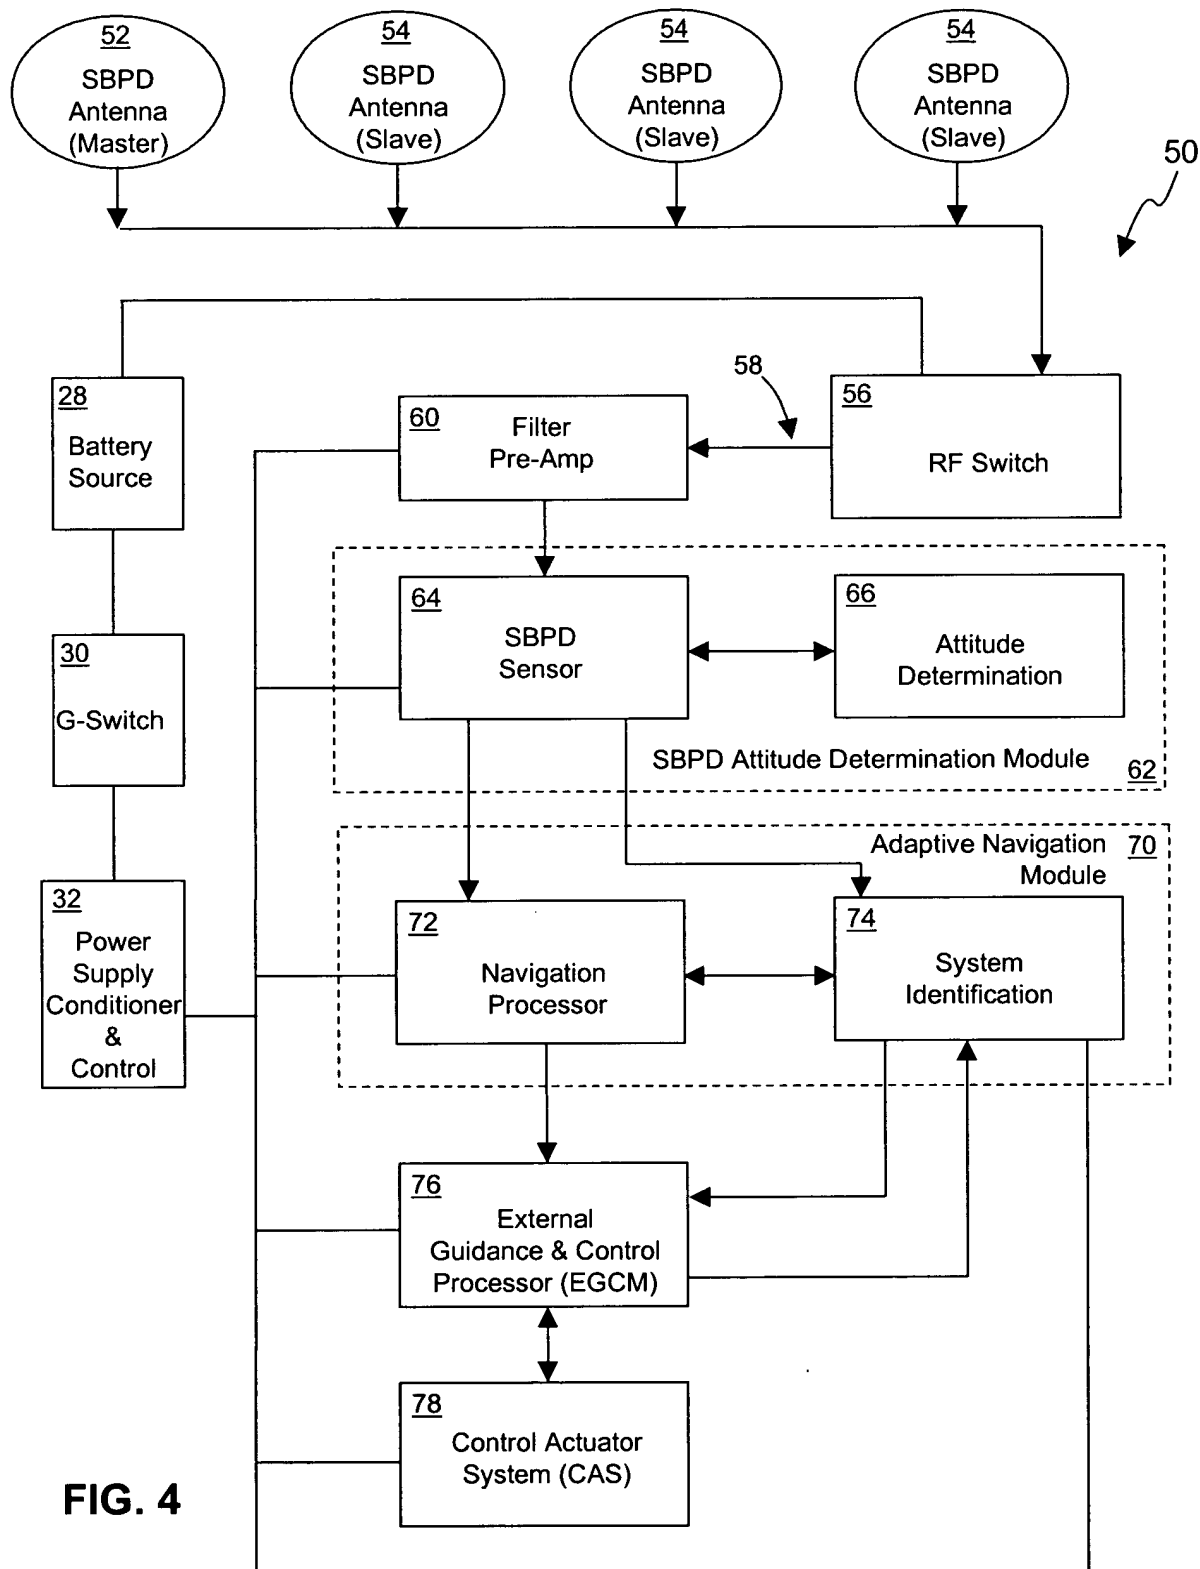 52
SBPD
Antenna
(Master)
54
SBPD
Antenna
(Slave)
54
SBPD
Antenna
(Slave)
54
SBPD
Antenna
(Slave)
50
28
Battery
Source
60
Filter
Pre-Amp
58
56
RF Switch
30
G-Switch
64
SBPD
Sensor
66
Attitude
Determination
SBPD Attitude Determination Module
62
Adaptive Navigation
Module
70
32
Power
Supply
Conditioner
&
Control
72
Navigation
Processor
74
System
Identification
76
External
Guidance & Control
Processor (EGCM)
78
Control Actuator
System (CAS)
FIG. 4